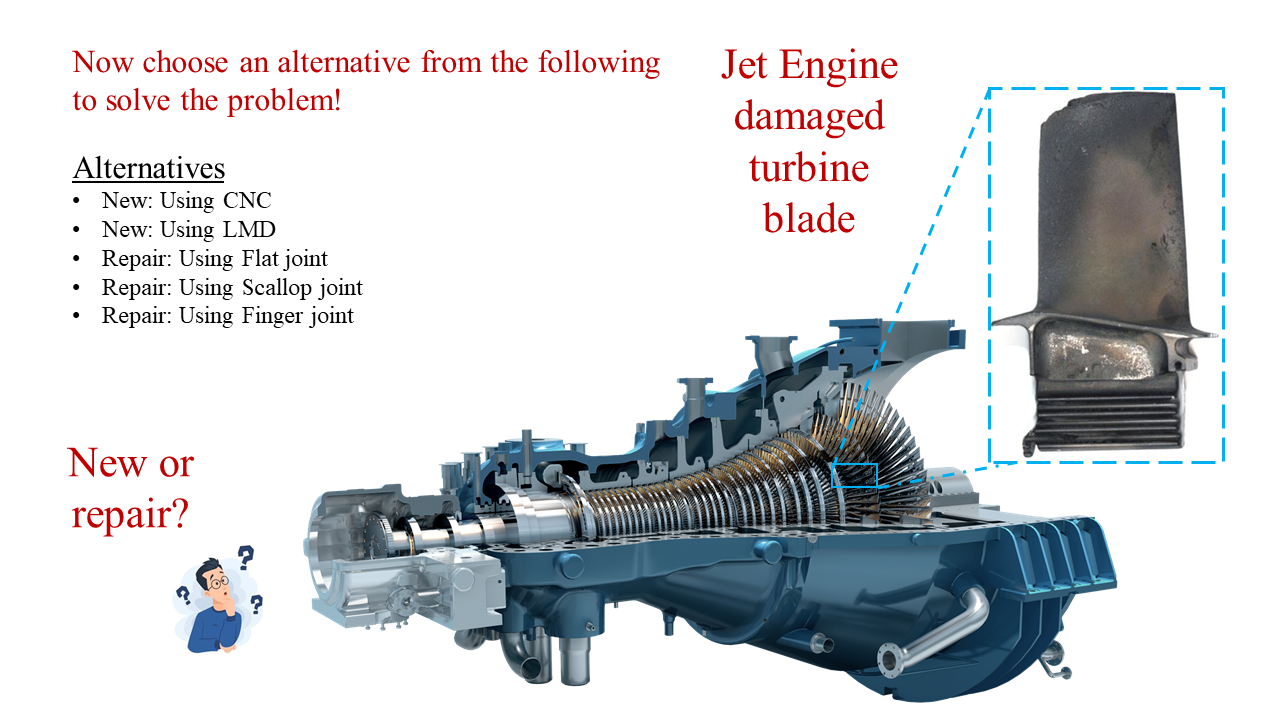 Now choose an alternative from the following
to solve the problem!
Alternatives
• New: Using CNC
• New: Using LMD
• Repair: Using Flat joint
• Repair: Using Scallop joint
• Repair: Using Finger joint
Jet Engine
damaged
turbine
blade
New or
repair?
? ? ?